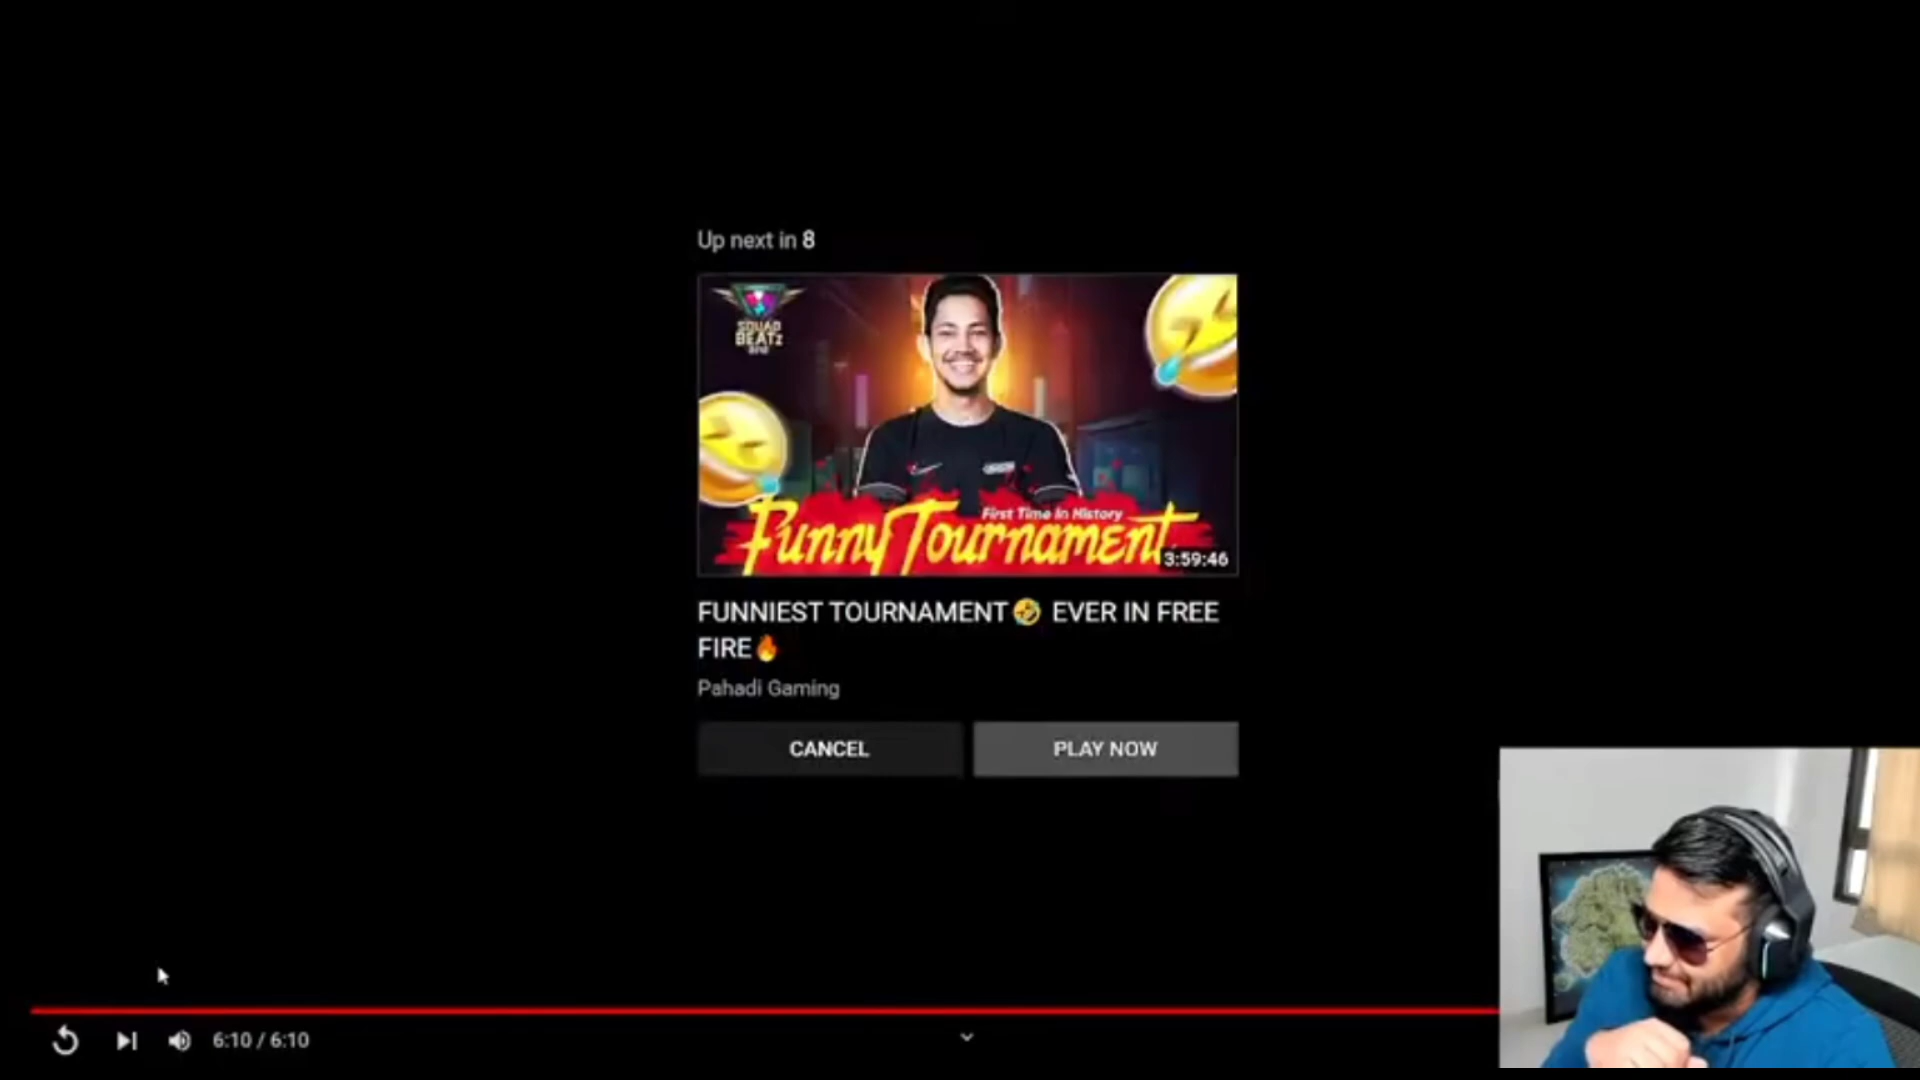 Up next in 8
SQUAD
BEATz
First Time In History
Funny Tournament
3:59:46
FUNNIEST TOURNAMENT🤣 EVER IN FREE
FIRE🔥
Pahadi Gaming
CANCEL
PLAY NOW
6:10 / 6:10